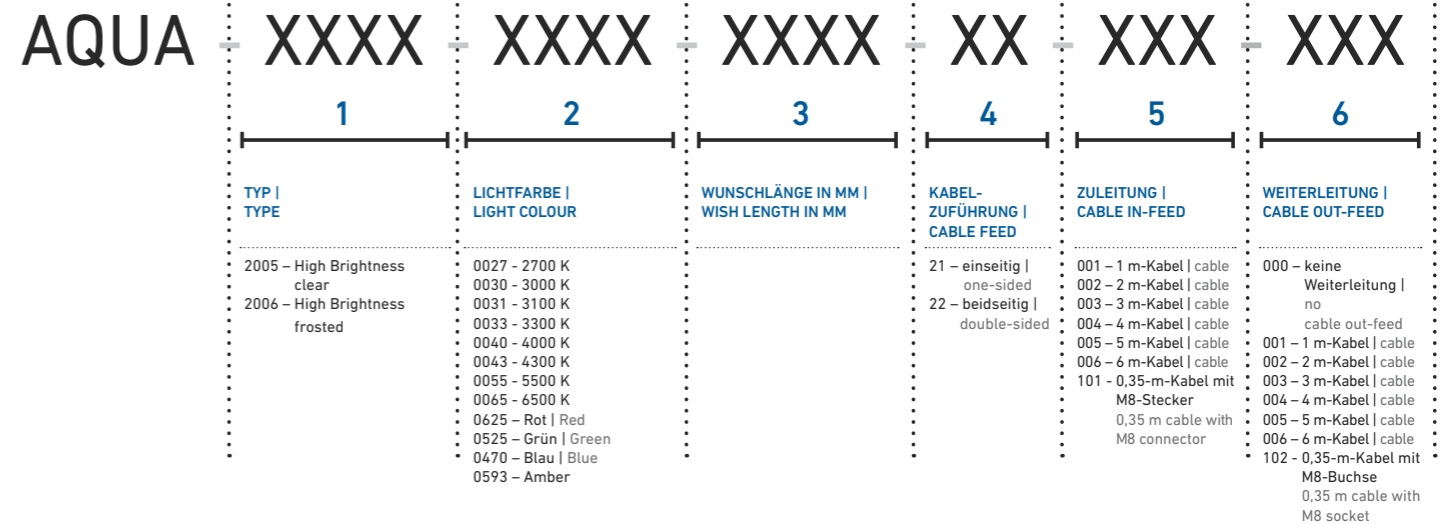 AQUA - XXXX - XXXX - XXXX - XX - XXX - XXX
1
2
3
4
5
6
TYP |
TYPE
2005 – High Brightness
clear
2006 – High Brightness
frosted
LICHTFARBE |
LIGHT COLOUR
0027 - 2700 K
0030 - 3000 K
0031 - 3100 K
0033 - 3300 K
0040 - 4000 K
0043 - 4300 K
0055 - 5500 K
0065 - 6500 K
0625 – Rot | Red
0525 – Grün | Green
0470 – Blau | Blue
0593 – Amber
WUNSCHLÄNGE IN MM |
WISH LENGTH IN MM
KABEL-
ZUFÜHRUNG |
CABLE FEED
21 – einseitig |
one-sided
22 – beidseitig |
double-sided
ZULEITUNG |
CABLE IN-FEED
001 – 1 m-Kabel | cable
002 – 2 m-Kabel | cable
003 – 3 m-Kabel | cable
004 – 4 m-Kabel | cable
005 – 5 m-Kabel | cable
006 – 6 m-Kabel | cable
101 - 0,35-m-Kabel mit
M8-Stecker
0,35 m cable with
M8 connector
WEITERLEITUNG |
CABLE OUT-FEED
000 – keine
Weiterleitung |
no
cable out-feed
001 – 1 m-Kabel | cable
002 – 2 m-Kabel | cable
003 – 3 m-Kabel | cable
004 – 4 m-Kabel | cable
005 – 5 m-Kabel | cable
006 – 6 m-Kabel | cable
102 - 0,35-m-Kabel mit
M8-Buchse
0,35 m cable with
M8 socket